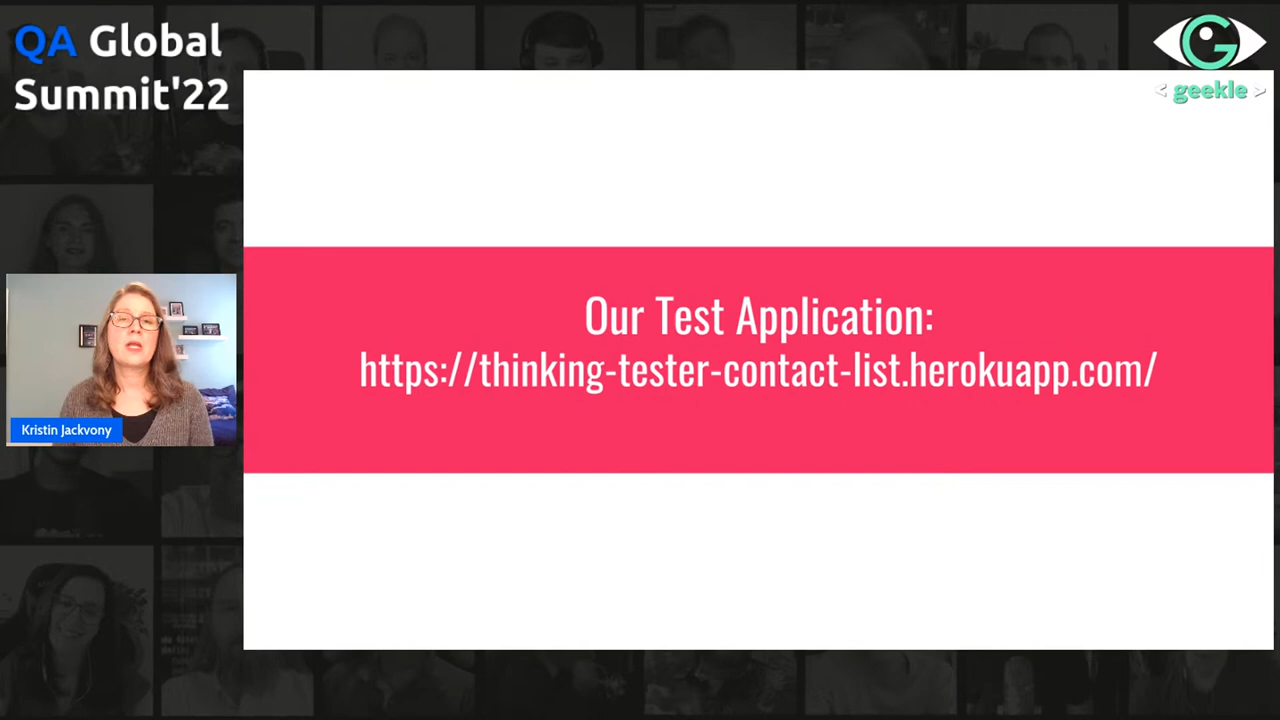 QA Global
Summit'22
< geekle >
Our Test Application:
https://thinking-tester-contact-list.herokuapp.com/
Kristin Jackvony